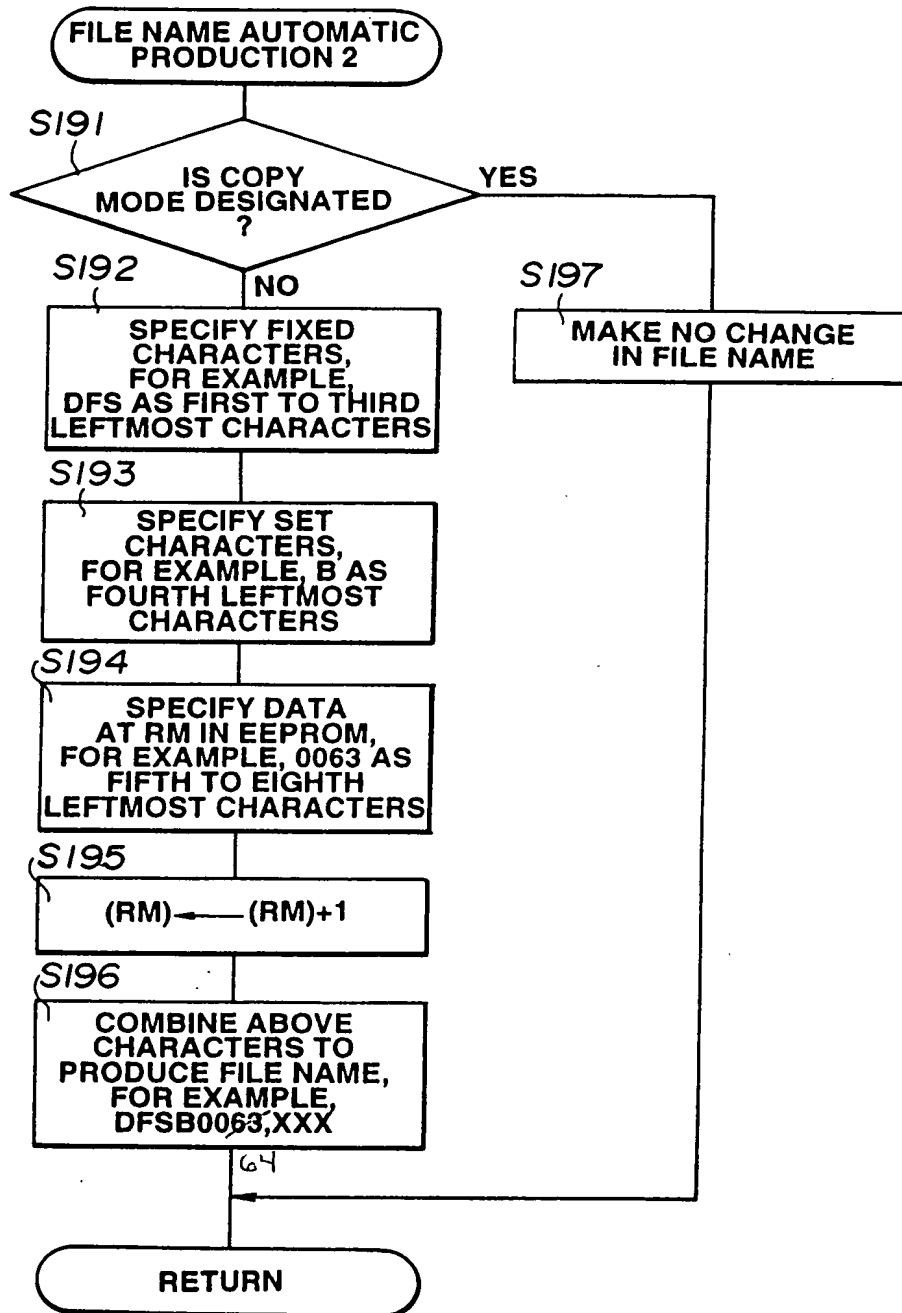 FILE NAME AUTOMATIC
PRODUCTION 2
S191
IS COPY
MODE DESIGNATED
?
YES
NO
S192
SPECIFY FIXED
CHARACTERS,
FOR EXAMPLE,
DFS AS FIRST TO THIRD
LEFTMOST CHARACTERS
S197
MAKE NO CHANGE
IN FILE NAME
S193
SPECIFY SET
CHARACTERS,
FOR EXAMPLE, B AS
FOURTH LEFTMOST
CHARACTERS
S194
SPECIFY DATA
AT RM IN EEPROM,
FOR EXAMPLE, 0063 AS
FIFTH TO EIGHTH
LEFTMOST CHARACTERS
S195
(RM) ← (RM)+1
S196
COMBINE ABOVE
CHARACTERS TO
PRODUCE FILE NAME,
FOR EXAMPLE,
DFSB0063,XXX
64
RETURN